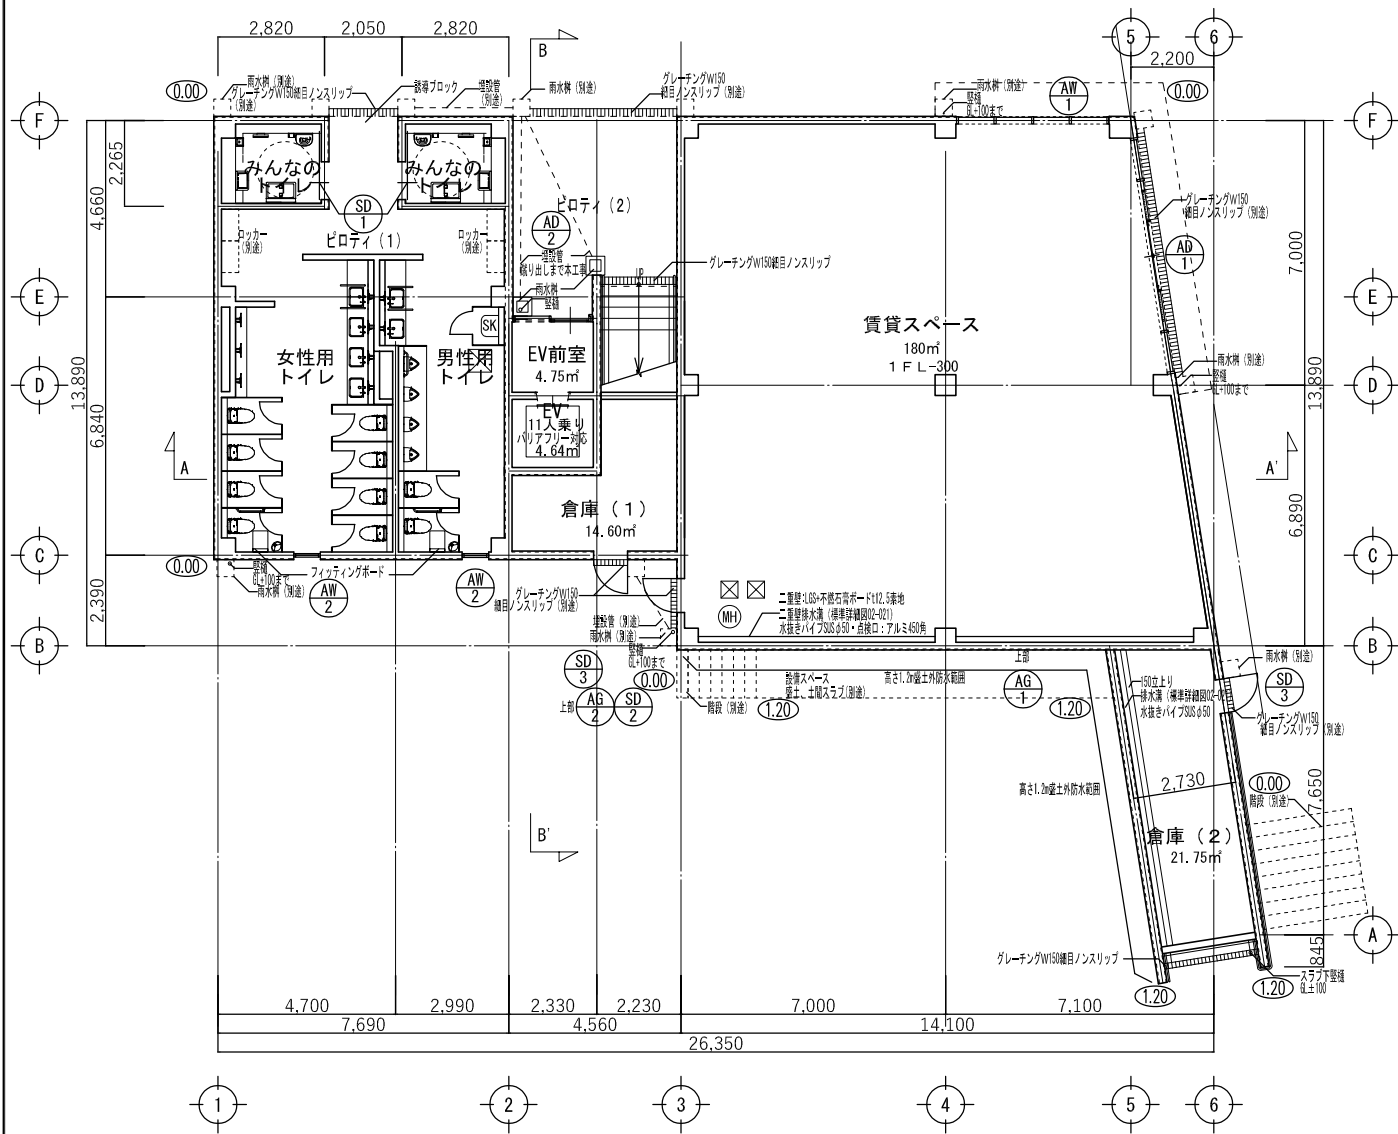 2,820
2,050
2,820
B
5
6
2,200
0.00
雨水桝 (別途)
グレーチングW150細目ノンスリップ
(別途)
誘導ブロック
埋設管
(別途)
雨水桝 (別途)
グレーチングW150
細目ノンスリップ (別途)
雨水桝 (別途)
竪樋
GL+100まで
AW
1
0.00
F
F
2,265
4,660
みんなの
トイレ
みんなの
トイレ
SD
1
ピロティ (2)
AD
2
グレーチングW150
細目ノンスリップ (別途)
AD
1
7,000
ロッカー
(別途)
ピロティ (1)
ロッカー
(別途)
埋設管
繰り出しまで本工事
グレーチングW150細目ノンスリップ
雨水桝
竪樋
E
E
SK
賃貸スペース
180㎡
1FL-300
女性用
トイレ
男性用
トイレ
EV前室
4.75㎡
雨水桝 (別途)
竪樋
GL+100まで
D
D
13,890
13,890
6,840
EV
11人乗り
バリアフリー対応
4.64㎡
A
A'
6,890
倉庫 (1)
14.60㎡
C
C
0.00
竪樋
GL+100まで
雨水桝 (別途)
フィッティングボード
AW
2
AW
2
グレーチングW150
細目ノンスリップ (別途)
2,390
MH
二重壁:LGS+不燃石膏ボードt12.5素地
二重壁排水溝 (標準詳細図02-021)
水抜きパイプSUSφ50・点検口:アルミ450角
埋設管 (別途)
雨水桝 (別途)
竪樋
GL+100まで
B
B
SD
3
0.00
上部
AG
2
SD
2
階段 (別途)
設備スペース
盛土、土間スラブ(別途)
高さ1.2m盛土外防水範囲
1.20
上部
AG
1
1.20
150立上り
排水溝 (標準詳細図02-0
水抜きパイプSUSφ50
雨水桝 (別途)
SD
3
グレーチングW150
細目ノンスリップ (別途)
2,730
0.00
階段 (別途)
7,650
高さ1.2m盛土外防水範囲
B'
倉庫 (2)
21.75㎡
A
845
グレーチングW150細目ノンスリップ
1.20
1.20
スラブ下竪樋
GL±100
4,700
2,990
2,330
2,230
7,000
7,100
7,690
4,560
14,100
26,350
1
2
3
4
5
6